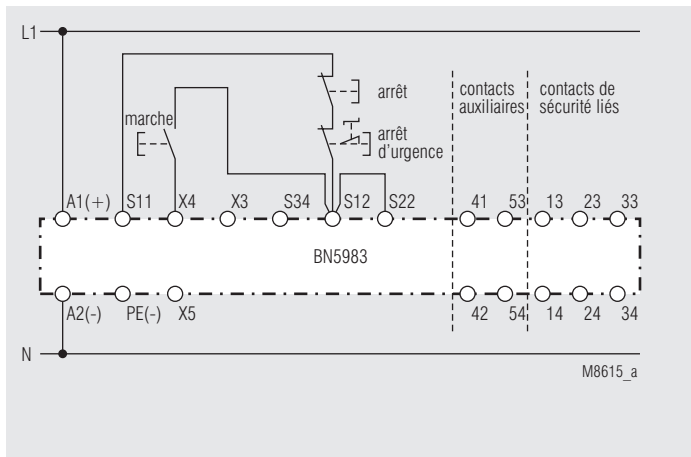 L1
arrêt
contacts auxiliaires
contacts de sécurité liés
marche
arrêt d'urgence
A1(+) S11 X4 X3 S34 S12 S22 41 53 13 23 33
BN5983
A2(-) PE(-) X5 42 54 14 24 34
N
M8615_a